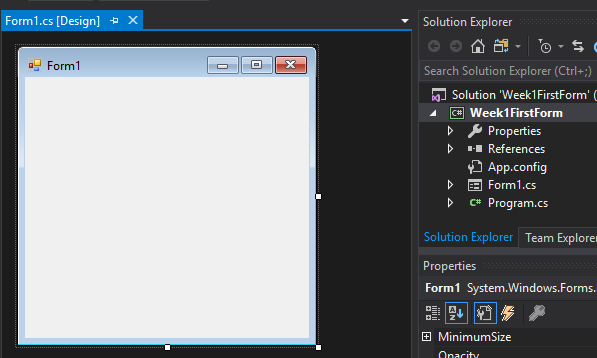 Form1.cs [Design]
Form1
Solution Explorer
Search Solution Explorer (Ctrl+;)
Solution 'Week1FirstForm' (
Week1FirstForm
Properties
References
App.config
Form1.cs
C# Program.cs
Solution Explorer Team Explorer
Properties
Form1 System.Windows.Forms.
MinimumSize
Opacity